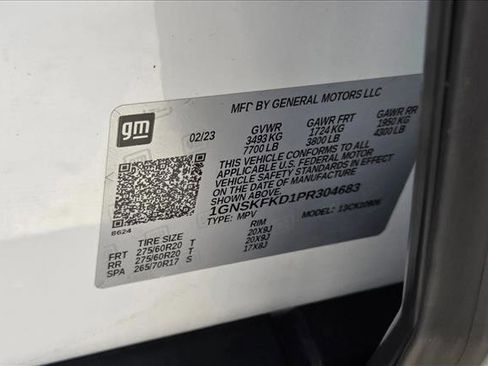 gm
MFD BY GENERAL MOTORS LLC
02/23 GVWR GAWR FRT GAWR RR
3493 KG 1724 KG 1950 KG
7700 LB 3800 LB 4300 LB
THIS VEHICLE CONFORMS TO ALL
APPLICABLE U.S. FEDERAL MOTOR
VEHICLE SAFETY STANDARDS IN EFFECT
ON THE DATE OF MANUFACTURE
SHOWN ABOVE.
1GNSKFKD1PR304683
TYPE: MPV MODEL:
8624
TIRE SIZE RIM
FRT 275/60R20 T 20X9J
RR 275/60R20 T 20X9J
SPA 265/70R17 S 17X8J